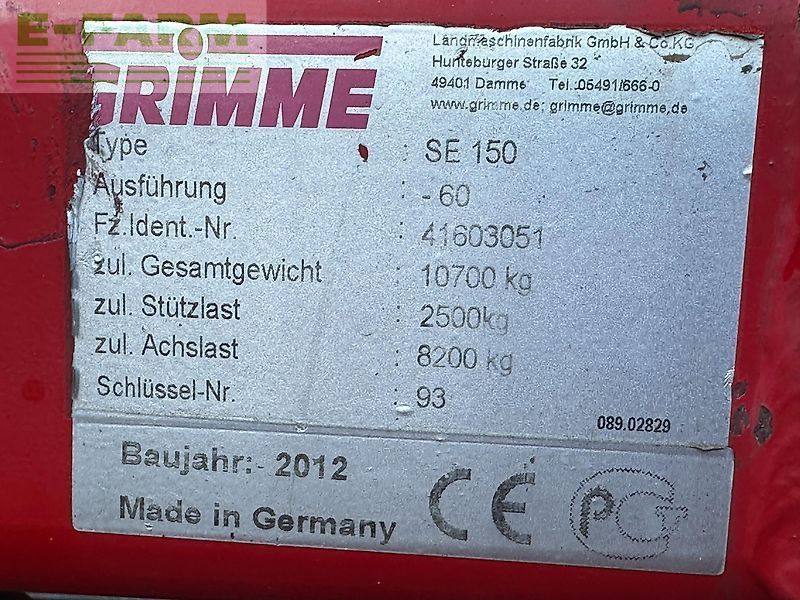 E-FARM
GRIMME
Landmaschinenfabrik GmbH & Co.KG
Hunteburger Straße 32
49401 Damme Tel. 05491/666-0
www.grimme.de; grimme@grimme.de
Type : SE 150
Ausführung : - 60
Fz.Ident.-Nr. : 41603051
zul. Gesamtgewicht : 10700 kg
zul. Stützlast : 2500kg
zul. Achslast : 8200 kg
Schlüssel-Nr. : 93
089.02829
Baujahr:- 2012
Made in Germany
CE
PCT